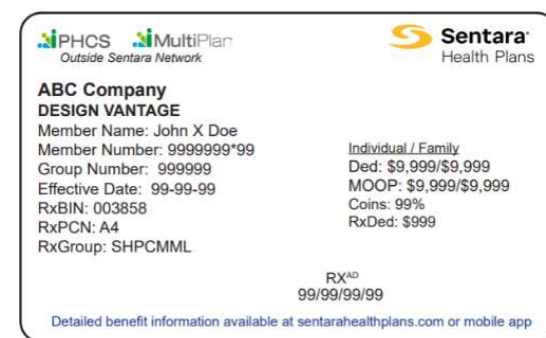 PHCS MultiPlan
Outside Sentara Network
Sentara
Health Plans
ABC Company
DESIGN VANTAGE
Member Name: John X Doe
Member Number: 9999999*99
Group Number: 999999
Effective Date: 99-99-99
RxBIN: 003858
RxPCN: A4
RxGroup: SHPCMML
Individual / Family
Ded: $9,999/$9,999
MOOP: $9,999/$9,999
Coins: 99%
RxDed: $999
RX^AD
99/99/99/99
Detailed benefit information available at sentarahealthplans.com or mobile app